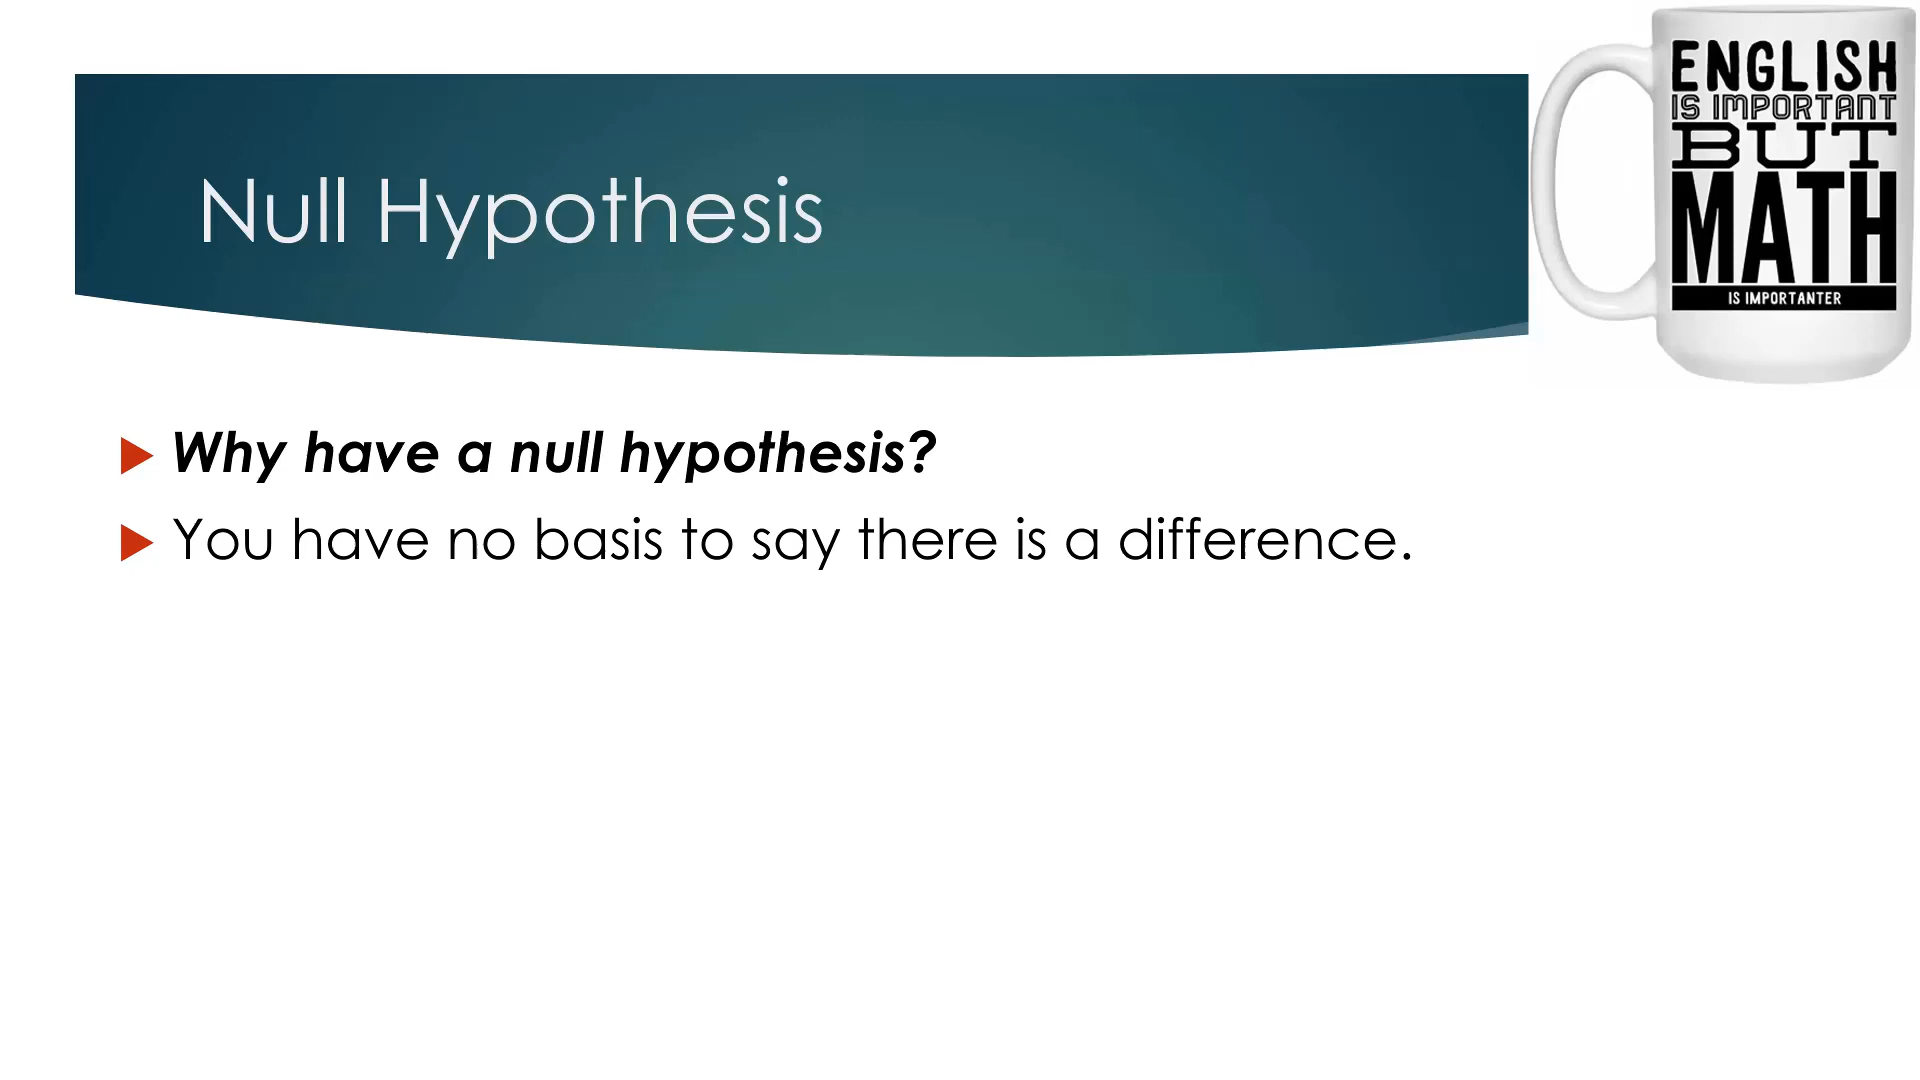 Null Hypothesis
ENGLISH
IS IMPORTANT
BUT
MATH
IS IMPORTANTER
Why have a null hypothesis?
You have no basis to say there is a difference.